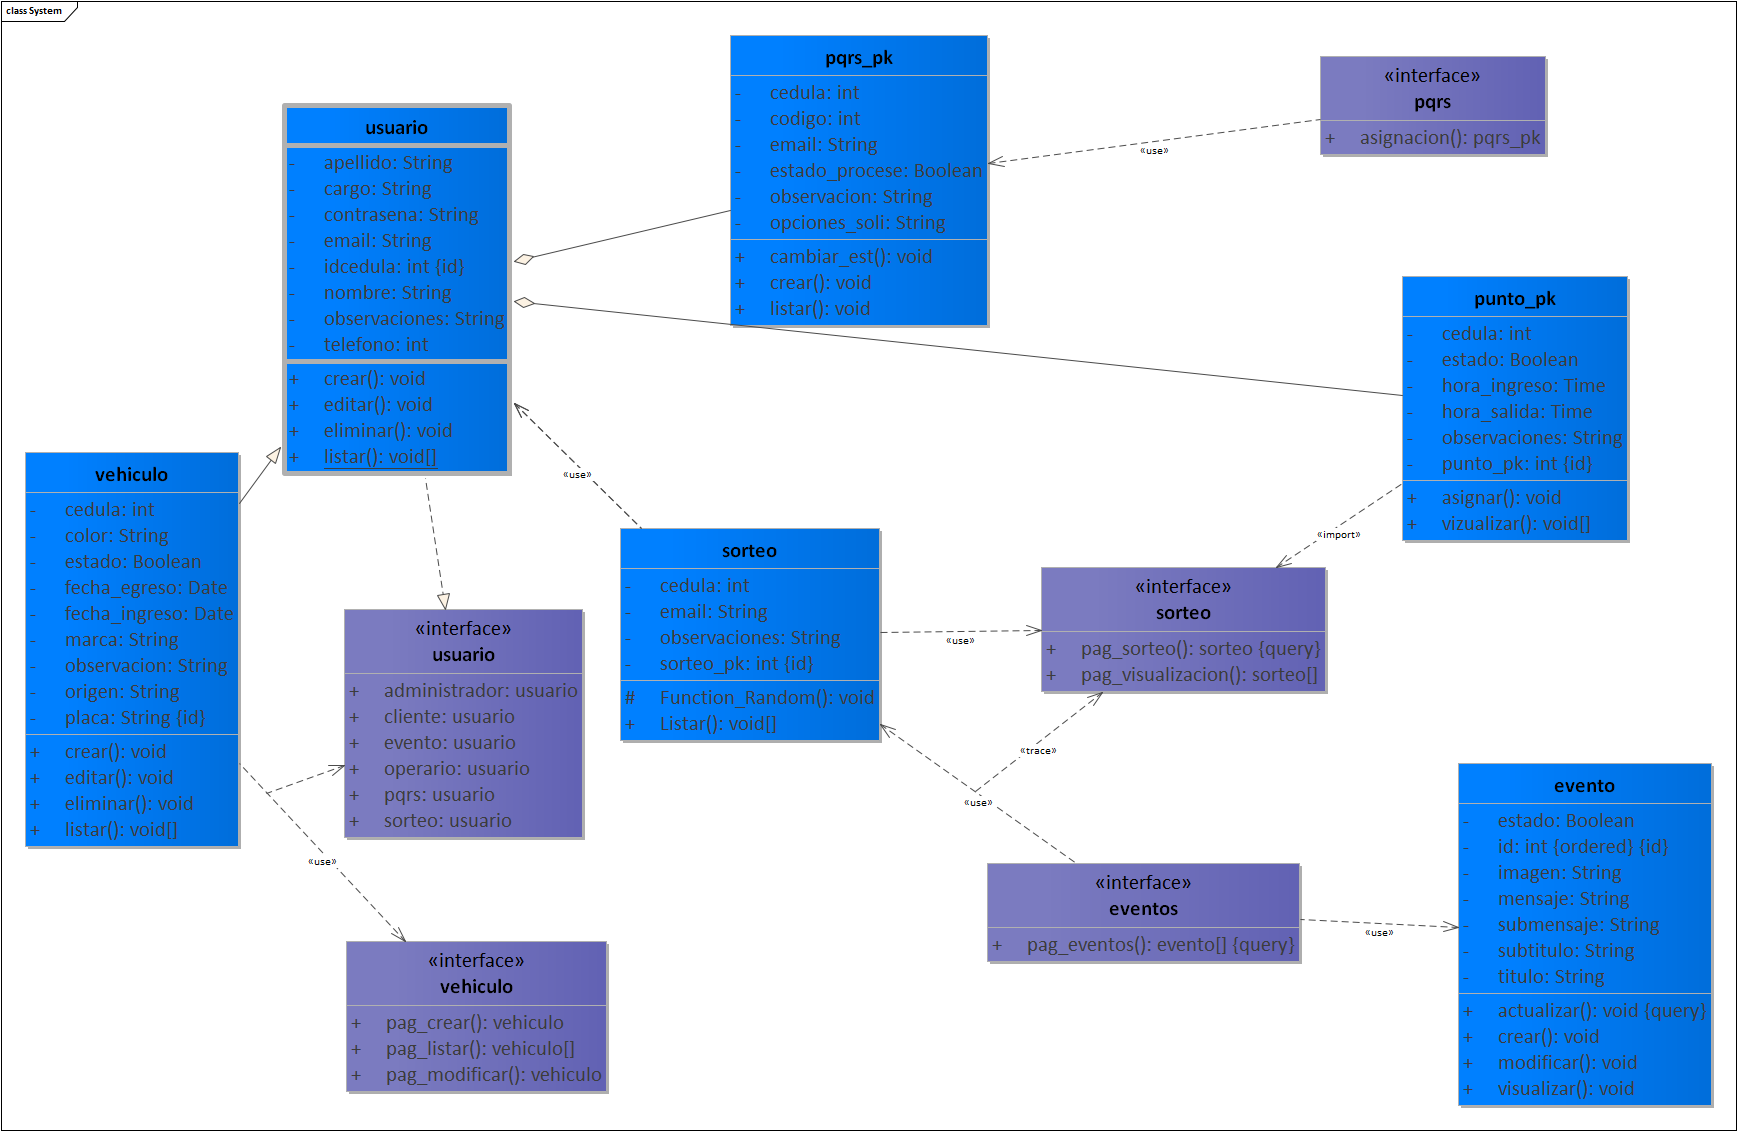 class System
pqrs_pk
- cedula: int
- codigo: int
- email: String
- estado_procese: Boolean
- observacion: String
- opciones_soli: String
+ cambiar_est(): void
+ crear(): void
+ listar(): void
«interface»
pqrs
+ asignacion(): pqrs_pk
«use»
usuario
- apellido: String
- cargo: String
- contrasena: String
- email: String
- idcedula: int {id}
- nombre: String
- observaciones: String
- telefono: int
+ crear(): void
+ editar(): void
+ eliminar(): void
+ listar(): void[]
punto_pk
- cedula: int
- estado: Boolean
- hora_ingreso: Time
- hora_salida: Time
- observaciones: String
- punto_pk: int {id}
+ asignar(): void
+ vizualizar(): void[]
«use»
«import»
vehiculo
- cedula: int
- color: String
- estado: Boolean
- fecha_egreso: Date
- fecha_ingreso: Date
- marca: String
- observacion: String
- origen: String
- placa: String {id}
+ crear(): void
+ editar(): void
+ eliminar(): void
+ listar(): void[]
«interface»
usuario
+ administrador: usuario
+ cliente: usuario
+ evento: usuario
+ operario: usuario
+ pqrs: usuario
+ sorteo: usuario
sorteo
- cedula: int
- email: String
- observaciones: String
- sorteo_pk: int {id}
# Function_Random(): void
+ Listar(): void[]
«use»
«interface»
sorteo
+ pag_sorteo(): sorteo {query}
+ pag_visualizacion(): sorteo[]
«trace»
«use»
«use»
«interface»
vehiculo
+ pag_crear(): vehiculo
+ pag_listar(): vehiculo[]
+ pag_modificar(): vehiculo
«interface»
eventos
+ pag_eventos(): evento[] {query}
«use»
evento
- estado: Boolean
- id: int {ordered} {id}
- imagen: String
- mensaje: String
- submensaje: String
- subtitulo: String
- titulo: String
+ actualizar(): void {query}
+ crear(): void
+ modificar(): void
+ visualizar(): void